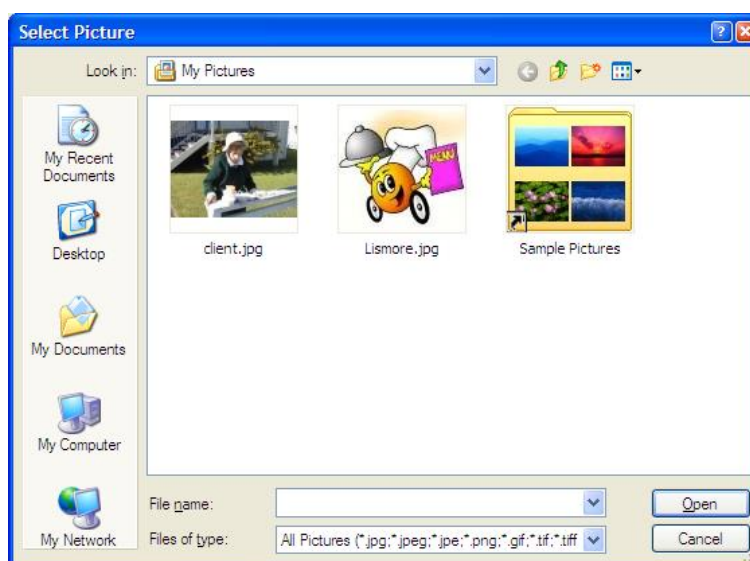 Select Picture
Look in:
My Pictures
My Recent
Documents
Desktop
My Documents
My Computer
My Network
client.jpg
MENU
Lismore.jpg
Sample Pictures
File name:
Open
Files of type:
All Pictures (*.jpg;*.jpeg;*.jpe;*.png;*.gif;*.tif;*.tiff
Cancel